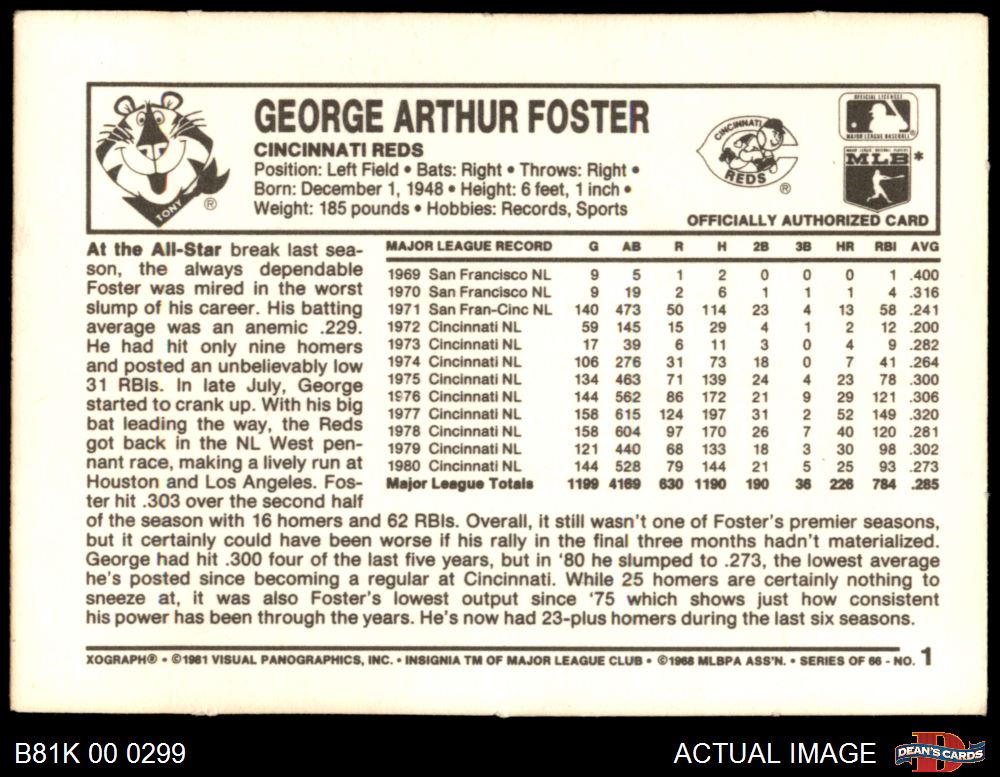 GEORGE ARTHUR FOSTER
CINCINNATI REDS
Position: Left Field • Bats: Right • Throws: Right •
Born: December 1, 1948 • Height: 6 feet, 1 inch •
Weight: 185 pounds • Hobbies: Records, Sports
TONY ®
CINCINNATI
REDS ®
OFFICIAL LICENSEE
MAJOR LEAGUE BASEBALL
MAJOR LEAGUE BASEBALL PLAYERS
MLB *
OFFICIALLY AUTHORIZED CARD
At the All-Star break last sea-
son, the always dependable
Foster was mired in the worst
slump of his career. His batting
average was an anemic .229.
He had hit only nine homers
and posted an unbelievably low
31 RBIs. In late July, George
started to crank up. With his big
bat leading the way, the Reds
got back in the NL West pen-
nant race, making a lively run at
Houston and Los Angeles. Fos-
ter hit .303 over the second half
MAJOR LEAGUE RECORD G AB R H 2B 3B HR RBI AVG
1969 San Francisco NL 9 5 1 2 0 0 0 1 .400
1970 San Francisco NL 9 19 2 6 1 1 1 4 .316
1971 San Fran-Cinc NL 140 473 50 114 23 4 13 58 .241
1972 Cincinnati NL 59 145 15 29 4 1 2 12 .200
1973 Cincinnati NL 17 39 6 11 3 0 4 9 .282
1974 Cincinnati NL 106 276 31 73 18 0 7 41 .264
1975 Cincinnati NL 134 463 71 139 24 4 23 78 .300
1976 Cincinnati NL 144 562 86 172 21 9 29 121 .306
1977 Cincinnati NL 158 615 124 197 31 2 52 149 .320
1978 Cincinnati NL 158 604 97 170 26 7 40 120 .281
1979 Cincinnati NL 121 440 68 133 18 3 30 98 .302
1980 Cincinnati NL 144 528 79 144 21 5 25 93 .273
Major League Totals 1199 4169 630 1190 190 36 226 784 .285
of the season with 16 homers and 62 RBIs. Overall, it still wasn't one of Foster's premier seasons,
but it certainly could have been worse if his rally in the final three months hadn't materialized.
George had hit .300 four of the last five years, but in '80 he slumped to .273, the lowest average
he's posted since becoming a regular at Cincinnati. While 25 homers are certainly nothing to
sneeze at, it was also Foster's lowest output since '75 which shows just how consistent
his power has been through the years. He's now had 23-plus homers during the last six seasons.
XOGRAPH® • ©1981 VISUAL PANOGRAPHICS, INC. • INSIGNIA TM OF MAJOR LEAGUE CLUB • ©1968 MLBPA ASS'N. • SERIES OF 66 - NO. 1
B81K 00 0299
ACTUAL IMAGE
D
DEAN'S CARDS